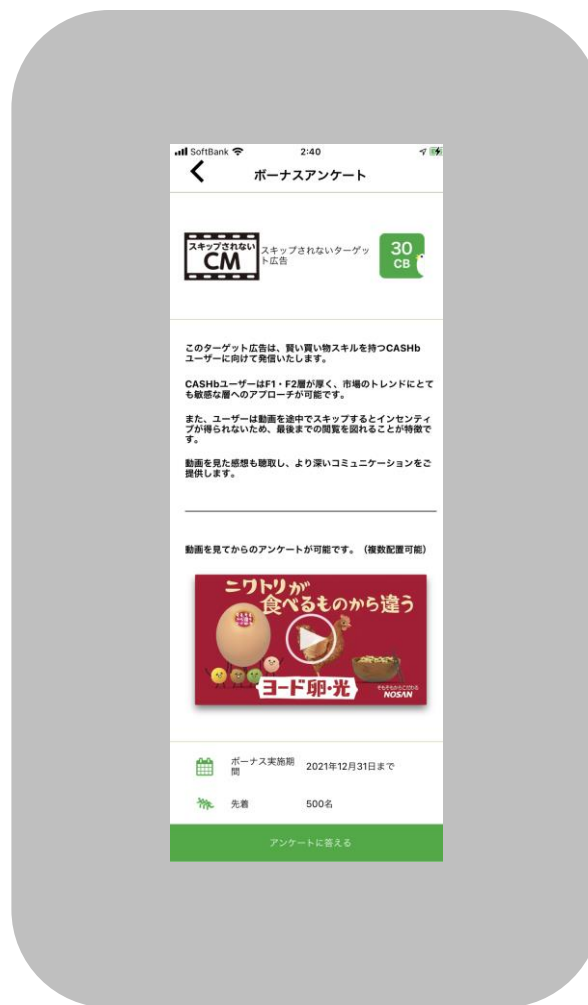 SoftBank 2:40
ボーナスアンケート
スキップされない
CM
スキップされないターゲッ
ト広告
30
CB
このターゲット広告は、賢い買い物スキルを持つCASHb
ユーザーに向けて発信いたします。
CASHbユーザーはF1・F2層が厚く、市場のトレンドにとて
も敏感な層へのアプローチが可能です。
また、ユーザーは動画を途中でスキップするとインセンティ
ブが得られないため、最後までの閲覧を図れることが特徴で
す。
動画を見た感想も聴取し、より深いコミュニケーションをご
提供します。
動画を見てからのアンケートが可能です。（複数配置可能）
ニワトリが
食べるものから違う
ヨード卵・光
そもそもからこだわる
NOSAN
ボーナス実施期
間
2021年12月31日まで
先着
500名
アンケートに答える